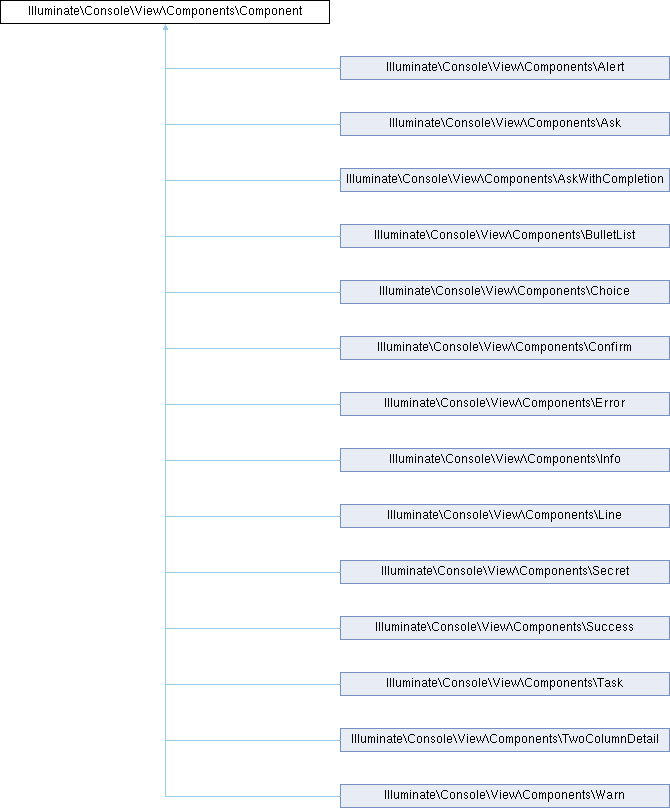 Illuminate\Console\View\Components\Component
Illuminate\Console\View\Components\Alert
Illuminate\Console\View\Components\Ask
Illuminate\Console\View\Components\AskWithCompletion
Illuminate\Console\View\Components\BulletList
Illuminate\Console\View\Components\Choice
Illuminate\Console\View\Components\Confirm
Illuminate\Console\View\Components\Error
Illuminate\Console\View\Components\Info
Illuminate\Console\View\Components\Line
Illuminate\Console\View\Components\Secret
Illuminate\Console\View\Components\Success
Illuminate\Console\View\Components\Task
Illuminate\Console\View\Components\TwoColumnDetail
Illuminate\Console\View\Components\Warn